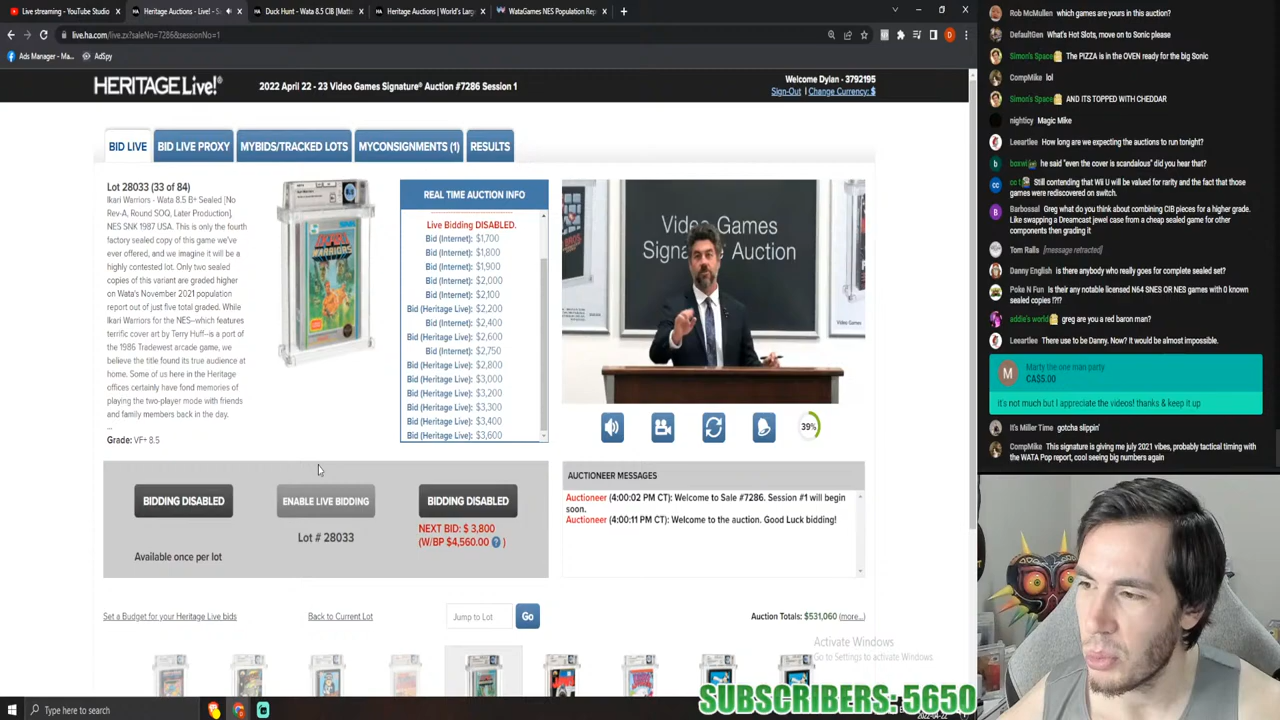 Live streaming - YouTube Studio
Heritage Auctions - Live! - S
Duck Hunt - Wata 8.5 CIB [Matte
Heritage Auctions | World's Larg
WataGames NES Population Rep
live.ha.com/live.zx?saleNo=7286&sessionNo=1
Ads Manager - Ma...
AdSpy
HERITAGE Live!®
2022 April 22 - 23 Video Games Signature® Auction #7286 Session 1
Welcome Dylan - 3792195
Sign-Out | Change Currency: $
BID LIVE
BID LIVE PROXY
MYBIDS/TRACKED LOTS
MYCONSIGNMENTS (1)
RESULTS
Lot 28033 (33 of 84)
Ikari Warriors - Wata 8.5 B+ Sealed [No
Rev-A, Round SOQ, Later Production],
NES SNK 1987 USA. This is only the fourth
factory sealed copy of this game we've
ever offered, and we imagine it will be a
highly contested lot. Only two sealed
copies of this variant are graded higher
on Wata's November 2021 population
report out of just five total graded. While
Ikari Warriors for the NES--which features
terrific cover art by Terry Huff--is a port of
the 1986 Tradewest arcade game, we
believe the title found its true audience at
home. Some of us here in the Heritage
offices certainly have fond memories of
playing the two-player mode with friends
and family members back in the day.
...
Grade: VF+ 8.5
REAL TIME AUCTION INFO
Live Bidding DISABLED.
Bid (Internet): $1,700
Bid (Internet): $1,800
Bid (Internet): $1,900
Bid (Internet): $2,000
Bid (Internet): $2,100
Bid (Heritage Live): $2,200
Bid (Internet): $2,400
Bid (Heritage Live): $2,600
Bid (Internet): $2,750
Bid (Heritage Live): $2,800
Bid (Heritage Live): $3,000
Bid (Heritage Live): $3,200
Bid (Heritage Live): $3,300
Bid (Heritage Live): $3,400
Bid (Heritage Live): $3,600
Video Games
Signature Auction
39%
BIDDING DISABLED
Available once per lot
ENABLE LIVE BIDDING
Lot # 28033
BIDDING DISABLED
NEXT BID: $ 3,800
(W/BP $4,560.00 ? )
AUCTIONEER MESSAGES
Auctioneer (4:00:02 PM CT): Welcome to Sale #7286. Session #1 will begin
soon.
Auctioneer (4:00:11 PM CT): Welcome to the auction. Good Luck bidding!
Set a Budget for your Heritage Live bids
Back to Current Lot
Jump to Lot
Go
Auction Totals: $531,060 (more...)
Activate Windows
Go to Settings to activate Windows.
Type here to search
SUBSCRIBERS: 5650
Rob McMullen which games are yours in this auction?
DefaultGen What's Hot Slots, move on to Sonic please
Simon's Space The PIZZA is in the OVEN ready for the big Sonic
CompMike lol
Simon's Space AND ITS TOPPED WITH CHEDDAR
nighticy Magic Mike
Leeartlee How long are we expecting the auctions to run tonight?
he said "even the cover is scandalous" did you hear that?
Still contending that Wii U will be valued for rarity and the fact that those
games were rediscovered on switch.
Barbossal Greg what do you think about combining CIB pieces for a higher grade.
Like swapping a Dreamcast jewel case from a cheap sealed game for other
components then grading it
Tom Ralls [message retracted]
Danny English is there anybody who really goes for complete sealed set?
Poke N Fun Is their any notable licensed N64 SNES OR NES games with 0 known
sealed copies !?!?
addie's world greg are you a red baron man?
Leeartlee There use to be Danny. Now? It would be almost impossible.
M
Marty the one man party
CA$5.00
it's not much but I appreciate the videos! thanks & keep it up
It's Miller Time gotcha slippin'
CompMike This signature is giving me july 2021 vibes, probably tactical timing with
the WATA Pop report, cool seeing big numbers again